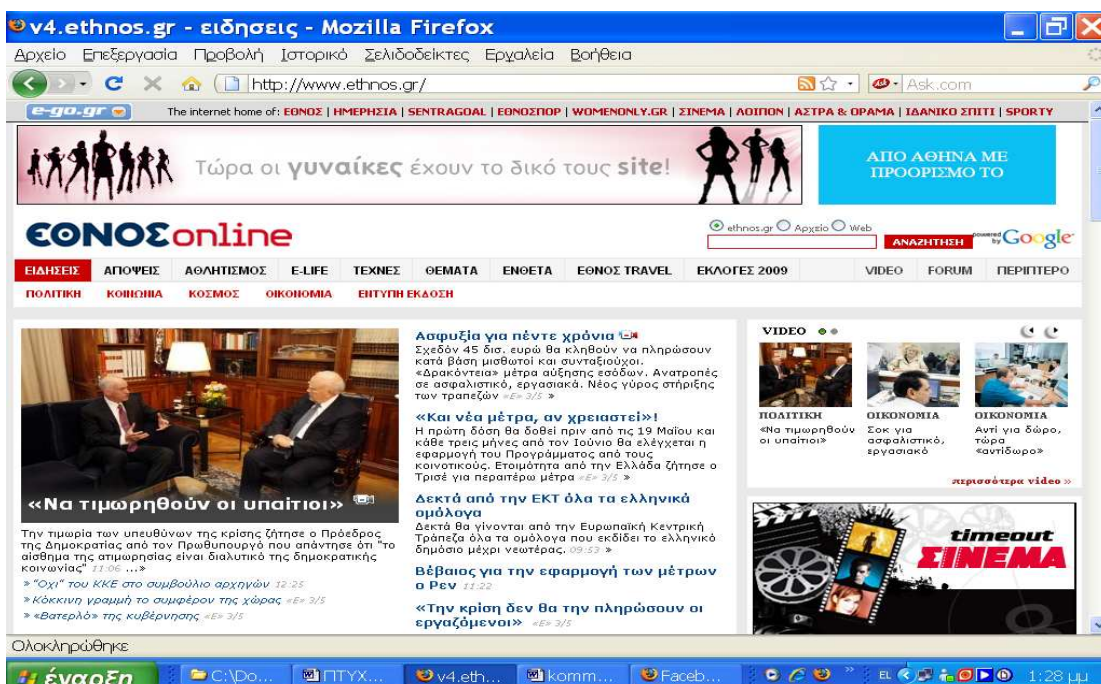 v4.ethnos.gr - ειδησεις - Mozilla Firefox
Αρχείο Επεξεργασία Προβολή Ιστορικό Σελιδοδείκτες Εργαλεία Βοήθεια
http://www.ethnos.gr/
Ask.com
e-go.gr
The internet home of: ΕΘΝΟΣ | ΗΜΕΡΗΣΙΑ | SENTRAGOAL | ΕΘΝΟΣΠΟΡ | WOMENONLY.GR | ΣΙΝΕΜΑ | ΛΟΙΠΟΝ | ΑΣΤΡΑ & ΟΡΑΜΑ | ΙΔΑΝΙΚΟ ΣΠΙΤΙ | SPORTY
Τώρα οι γυναίκες έχουν το δικό τους site!
ΑΠΟ ΑΘΗΝΑ ΜΕ
ΠΡΟΟΡΙΣΜΟ ΤΟ
ΕΘΝΟΣonline
ethnos.gr Αρχείο Web
ΑΝΑΖΗΤΗΣΗ powered by Google
ΕΙΔΗΣΕΙΣ ΑΠΟΨΕΙΣ ΑΘΛΗΤΙΣΜΟΣ E-LIFE ΤΕΧΝΕΣ ΘΕΜΑΤΑ ΕΝΘΕΤΑ ΕΘΝΟΣ TRAVEL ΕΚΛΟΓΕΣ 2009 VIDEO FORUM ΠΕΡΙΠΤΕΡΟ
ΠΟΛΙΤΙΚΗ ΚΟΙΝΩΝΙΑ ΚΟΣΜΟΣ ΟΙΚΟΝΟΜΙΑ ΕΝΤΥΠΗ ΕΚΔΟΣΗ
«Να τιμωρηθούν οι υπαίτιοι»
Την τιμωρία των υπευθύνων της κρίσης ζήτησε ο Πρόεδρος
της Δημοκρατίας από τον Πρωθυπουργό που απάντησε ότι "το
αίσθημα της ατιμωρησίας είναι διαλυτικό της δημοκρατικής
κοινωνίας" 11:06 ...»
» "Όχι" του ΚΚΕ στο συμβούλιο αρχηγών 12:25
» Κόκκινη γραμμή το συμφέρον της χώρας «Ε» 3/5
» «Βατερλό» της κυβέρνησης «Ε» 3/5
Ασφυξία για πέντε χρόνια
Σχεδόν 45 δισ. ευρώ θα κληθούν να πληρώσουν
κατά βάση μισθωτοί και συνταξιούχοι.
«Δρακόντεια» μέτρα αύξησης εσόδων. Ανατροπές
σε ασφαλιστικό, εργασιακά. Νέος γύρος στήριξης
των τραπεζών «Ε» 3/5 »
«Και νέα μέτρα, αν χρειαστεί»!
Η πρώτη δόση θα δοθεί πριν από τις 19 Μαΐου και
κάθε τρεις μήνες από τον Ιούνιο θα ελέγχεται η
εφαρμογή του Προγράμματος από τους
κοινοτικούς. Ετοιμότητα από την Ελλάδα ζήτησε ο
Τρισέ για περαιτέρω μέτρα «Ε» 3/5 »
Δεκτά από την ΕΚΤ όλα τα ελληνικά
ομόλογα
Δεκτά θα γίνονται από την Ευρωπαϊκή Κεντρική
Τράπεζα όλα τα ομόλογα που εκδίδει το ελληνικό
δημόσιο μέχρι νεωτέρας. 09:53 »
Βέβαιος για την εφαρμογή των μέτρων
ο Ρεν 11:22
«Την κρίση δεν θα την πληρώσουν οι
εργαζόμενοι» «Ε» 3/5
VIDEO
ΠΟΛΙΤΙΚΗ
«Να τιμωρηθούν
οι υπαίτιοι»
ΟΙΚΟΝΟΜΙΑ
Σοκ για
ασφαλιστικό,
εργασιακό
ΟΙΚΟΝΟΜΙΑ
Αντί για δώρο,
τώρα
«αντίδωρο»
περισσότερα video »
timeout
ΣΙΝΕΜΑ
Ολοκληρώθηκε
έναρξη C:\Do... ΠΤΥΧ... v4.eth... komm... Faceb... EL 1:28 μμ